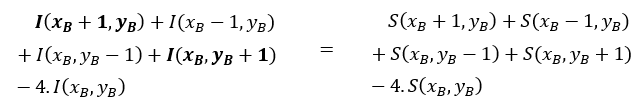 I(x_B + 1, y_B) + I(x_B − 1, y_B)
+ I(x_B, y_B − 1) + I(x_B, y_B + 1)
− 4. I(x_B, y_B)
=
S(x_B + 1, y_B) + S(x_B − 1, y_B)
+ S(x_B, y_B − 1) + S(x_B, y_B + 1)
− 4. S(x_B, y_B)